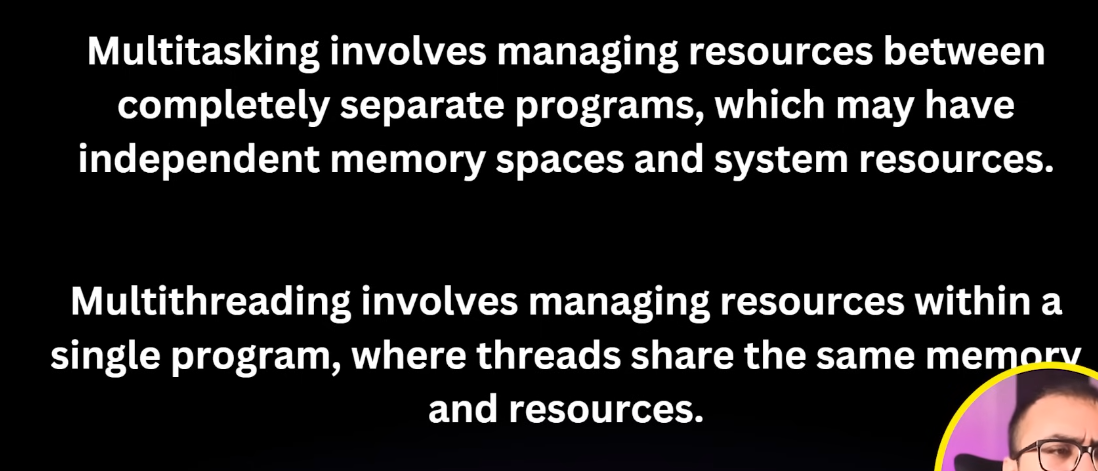 Multitasking involves managing resources between
completely separate programs, which may have
independent memory spaces and system resources.
Multithreading involves managing resources within a
single program, where threads share the same memory
and resources.